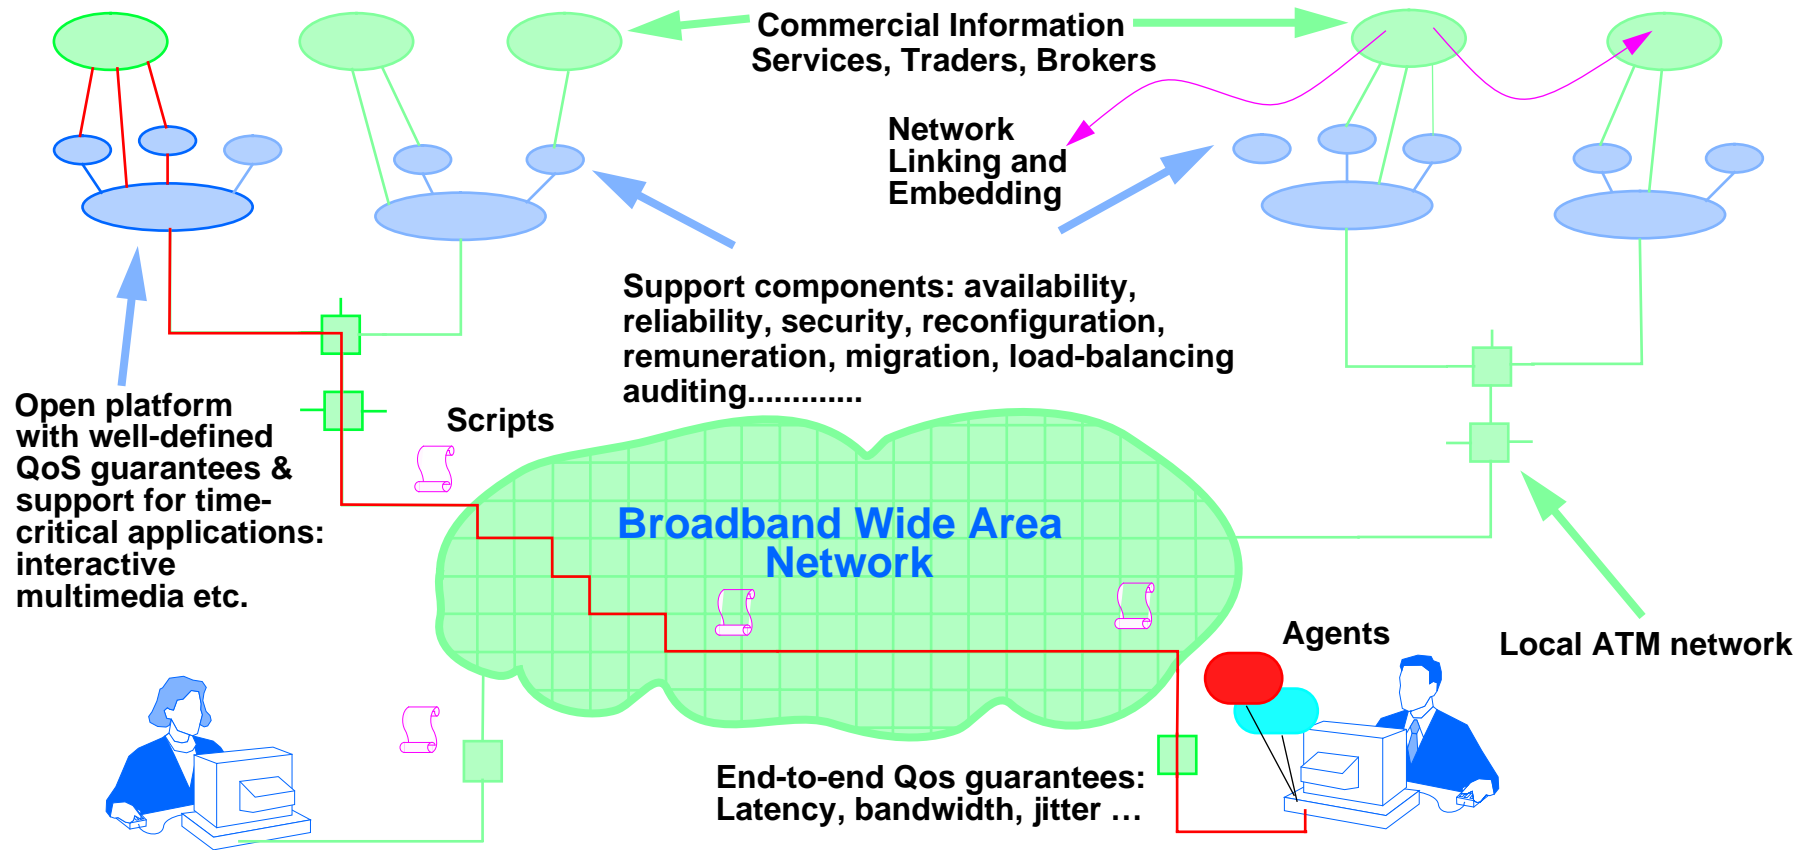 Commercial Information
Services, Traders, Brokers
Network
Linking and
Embedding
Support components: availability,
reliability, security, reconfiguration,
remuneration, migration, load-balancing
auditing.............
Open platform
with well-defined
QoS guarantees &
support for time-
critical applications:
interactive
multimedia etc.
Scripts
Broadband Wide Area
Network
Agents
Local ATM network
End-to-end Qos guarantees:
Latency, bandwidth, jitter ...